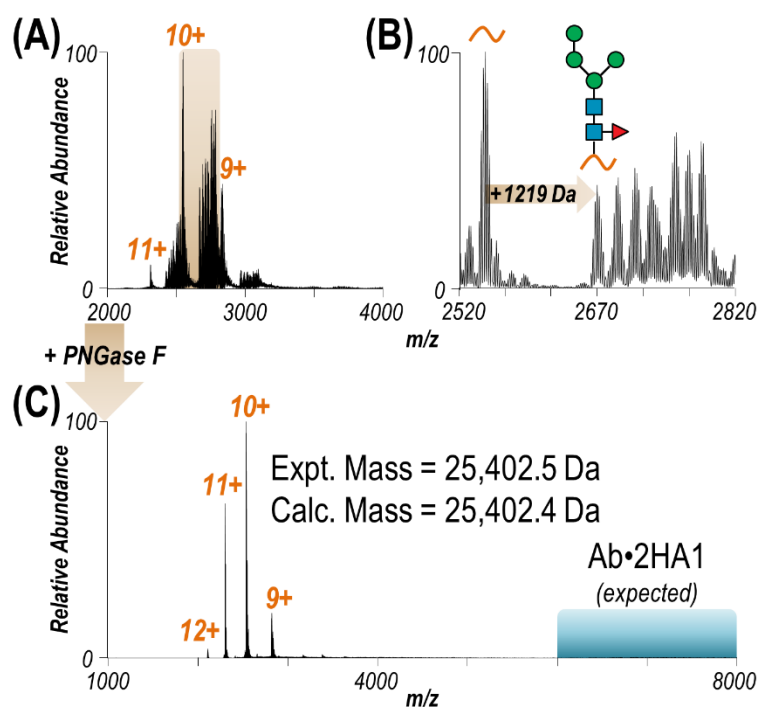 (A)
10+
100
9+
11+
0
2000
3000
4000
m/z
Relative Abundance
(B)
100
+1219 Da
0
2520
2670
2820
m/z
+ PNGase F
(C)
100
10+
11+
Expt. Mass = 25,402.5 Da
Calc. Mass = 25,402.4 Da
Ab•2HA1
(expected)
9+
12+
0
1000
4000
8000
m/z
Relative Abundance